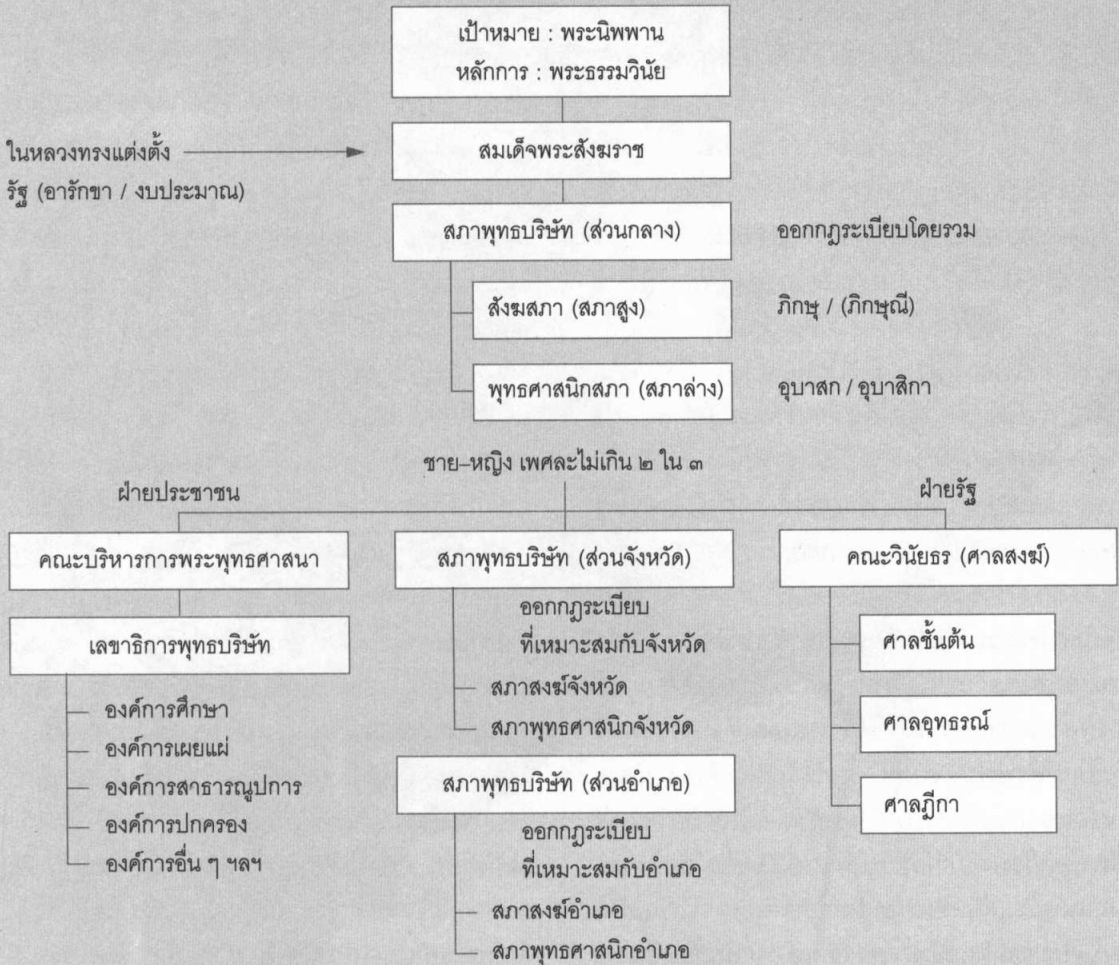 เป้าหมาย : พระนิพพาน
หลักการ : พระธรรมวินัย
ในหลวงทรงแต่งตั้ง
รัฐ (อารักขา / งบประมาณ)
สมเด็จพระสังฆราช
สภาพุทธบริษัท (ส่วนกลาง)
ออกกฎระเบียบโดยรวม
สังฆสภา (สภาสูง)
ภิกษุ / (ภิกษุณี)
พุทธศาสนิกสภา (สภาล่าง)
อุบาสก / อุบาสิกา
ชาย–หญิง เพศละไม่เกิน ๒ ใน ๓
ฝ่ายประชาชน
ฝ่ายรัฐ
คณะบริหารการพระพุทธศาสนา
เลขาธิการพุทธบริษัท
องค์การศึกษา
องค์การเผยแผ่
องค์การสาธารณูปการ
องค์การปกครอง
องค์การอื่น ๆ ฯลฯ
สภาพุทธบริษัท (ส่วนจังหวัด)
ออกกฎระเบียบ
ที่เหมาะสมกับจังหวัด
สภาสงฆ์จังหวัด
สภาพุทธศาสนิกจังหวัด
สภาพุทธบริษัท (ส่วนอำเภอ)
ออกกฎระเบียบ
ที่เหมาะสมกับอำเภอ
สภาสงฆ์อำเภอ
สภาพุทธศาสนิกอำเภอ
คณะวินัยธร (ศาลสงฆ์)
ศาลชั้นต้น
ศาลอุทธรณ์
ศาลฎีกา